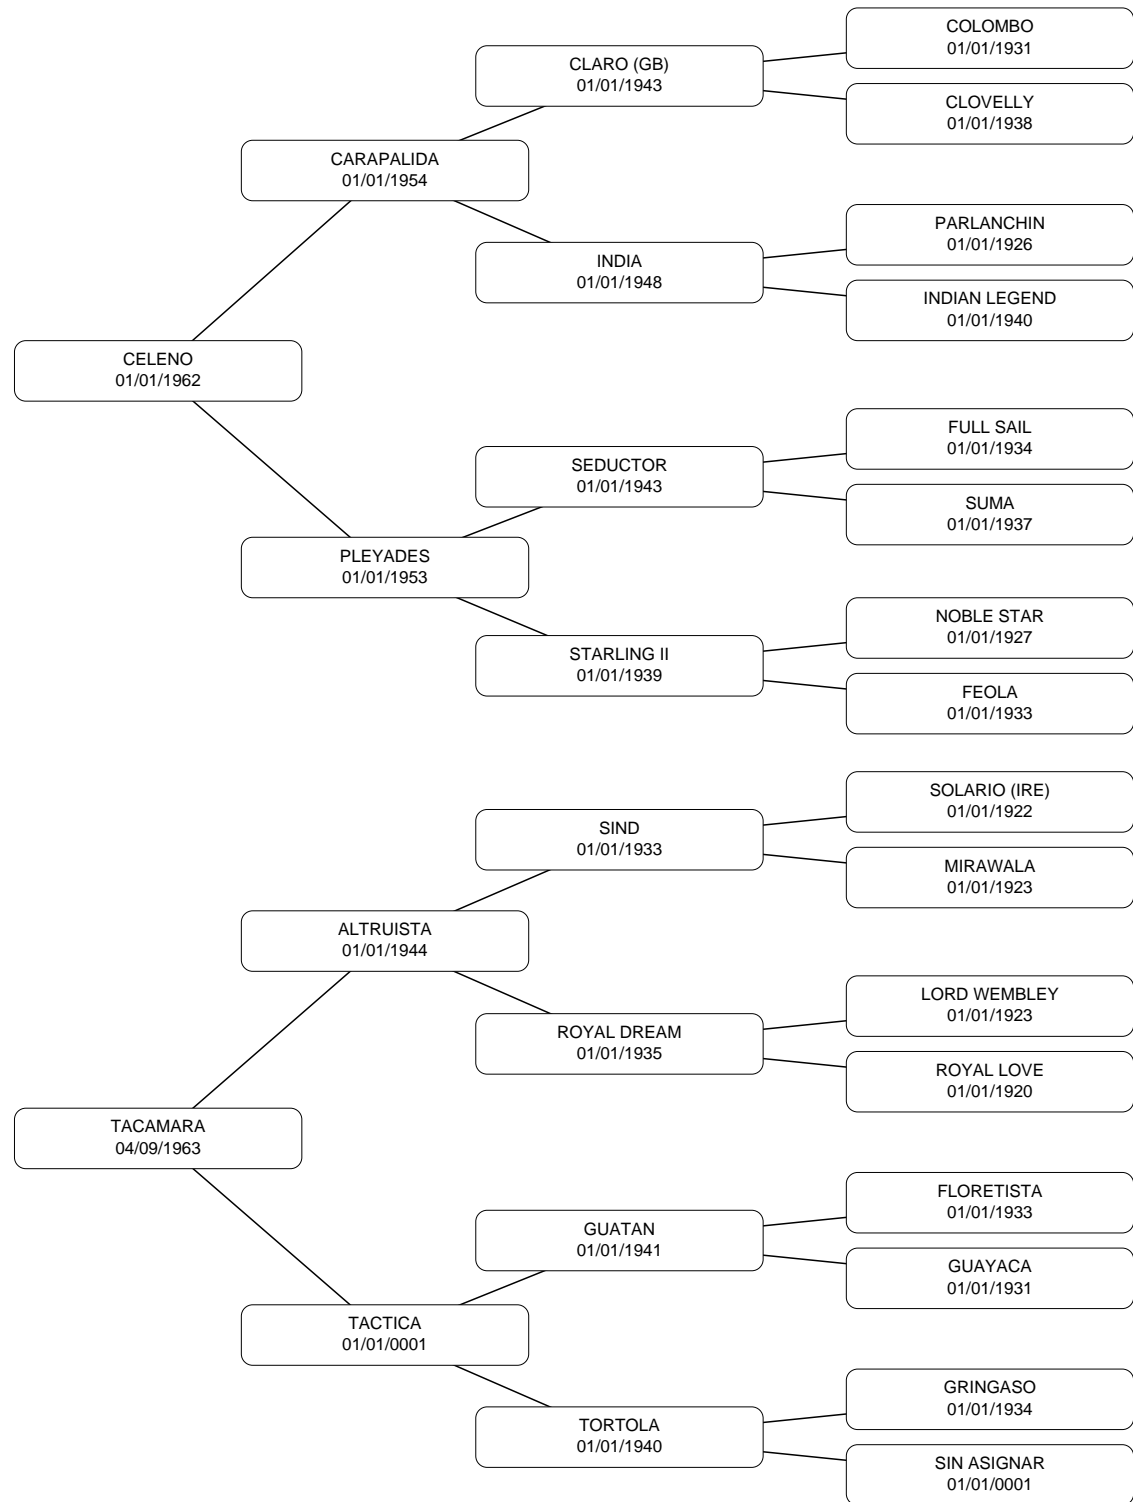 COLOMBO
01/01/1931
CLARO (GB)
01/01/1943
CLOVELLY
01/01/1938
CARAPALIDA
01/01/1954
PARLANCHIN
01/01/1926
INDIA
01/01/1948
INDIAN LEGEND
01/01/1940
CELENO
01/01/1962
FULL SAIL
01/01/1934
SEDUCTOR
01/01/1943
SUMA
01/01/1937
PLEYADES
01/01/1953
NOBLE STAR
01/01/1927
STARLING II
01/01/1939
FEOLA
01/01/1933
SOLARIO (IRE)
01/01/1922
SIND
01/01/1933
MIRAWALA
01/01/1923
ALTRUISTA
01/01/1944
LORD WEMBLEY
01/01/1923
ROYAL DREAM
01/01/1935
ROYAL LOVE
01/01/1920
TACAMARA
04/09/1963
FLORETISTA
01/01/1933
GUATAN
01/01/1941
GUAYACA
01/01/1931
TACTICA
01/01/0001
GRINGASO
01/01/1934
TORTOLA
01/01/1940
SIN ASIGNAR
01/01/0001